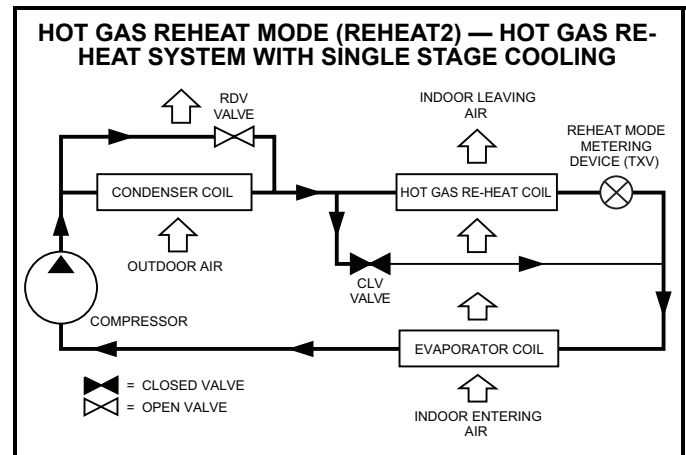 HOT GAS REHEAT MODE (REHEAT2) — HOT GAS RE-
HEAT SYSTEM WITH SINGLE STAGE COOLING
RDV
VALVE
INDOOR LEAVING
AIR
REHEAT MODE
METERING
DEVICE (TXV)
CONDENSER COIL
HOT GAS RE-HEAT COIL
OUTDOOR AIR
CLV
VALVE
COMPRESSOR
EVAPORATOR COIL
= CLOSED VALVE
= OPEN VALVE
INDOOR ENTERING
AIR